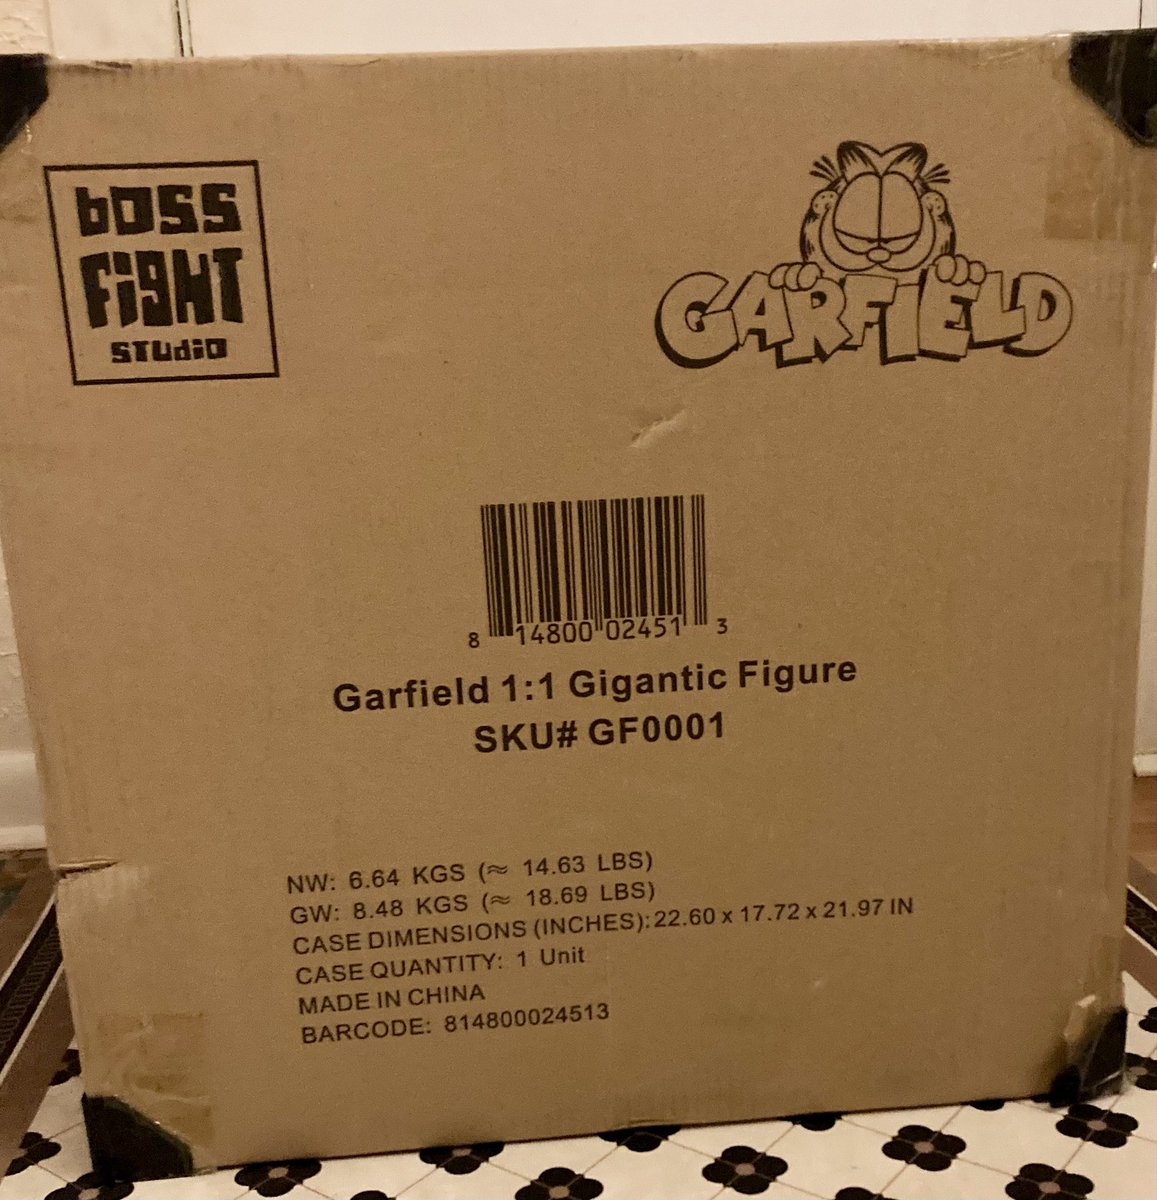 boss
FiGHT
STUdio
GARFIELD
8 14800 02451 3
Garfield 1:1 Gigantic Figure
SKU# GF0001
NW: 6.64 KGS (≈ 14.63 LBS)
GW: 8.48 KGS (≈ 18.69 LBS)
CASE DIMENSIONS (INCHES): 22.60 x 17.72 x 21.97 IN
CASE QUANTITY: 1 Unit
MADE IN CHINA
BARCODE: 814800024513